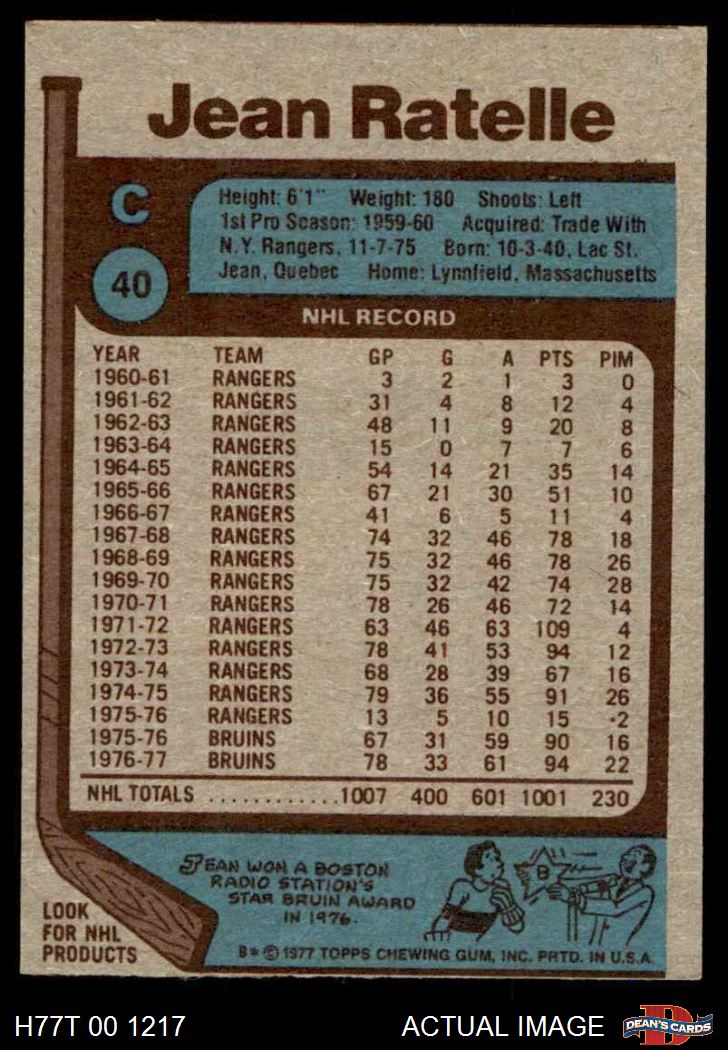 Jean Ratelle
C
40
Height: 6'1" Weight: 180 Shoots: Left
1st Pro Season: 1959-60 Acquired: Trade With
N.Y. Rangers, 11-7-75 Born: 10-3-40, Lac St.
Jean, Quebec Home: Lynnfield, Massachusetts
NHL RECORD
YEAR TEAM GP G A PTS PIM
1960-61 RANGERS 3 2 1 3 0
1961-62 RANGERS 31 4 8 12 4
1962-63 RANGERS 48 11 9 20 8
1963-64 RANGERS 15 0 7 7 6
1964-65 RANGERS 54 14 21 35 14
1965-66 RANGERS 67 21 30 51 10
1966-67 RANGERS 41 6 5 11 4
1967-68 RANGERS 74 32 46 78 18
1968-69 RANGERS 75 32 46 78 26
1969-70 RANGERS 75 32 42 74 28
1970-71 RANGERS 78 26 46 72 14
1971-72 RANGERS 63 46 63 109 4
1972-73 RANGERS 78 41 53 94 12
1973-74 RANGERS 68 28 39 67 16
1974-75 RANGERS 79 36 55 91 26
1975-76 RANGERS 13 5 10 15 ·2
1975-76 BRUINS 67 31 59 90 16
1976-77 BRUINS 78 33 61 94 22
NHL TOTALS ............1007 400 601 1001 230
JEAN WON A BOSTON
RADIO STATION'S
STAR BRUIN AWARD
IN 1976.
B
LOOK
FOR NHL
PRODUCTS
B* © 1977 TOPPS CHEWING GUM, INC. PRTD. IN U.S.A.
H77T 00 1217 ACTUAL IMAGE
D
DEAN'S CARDS